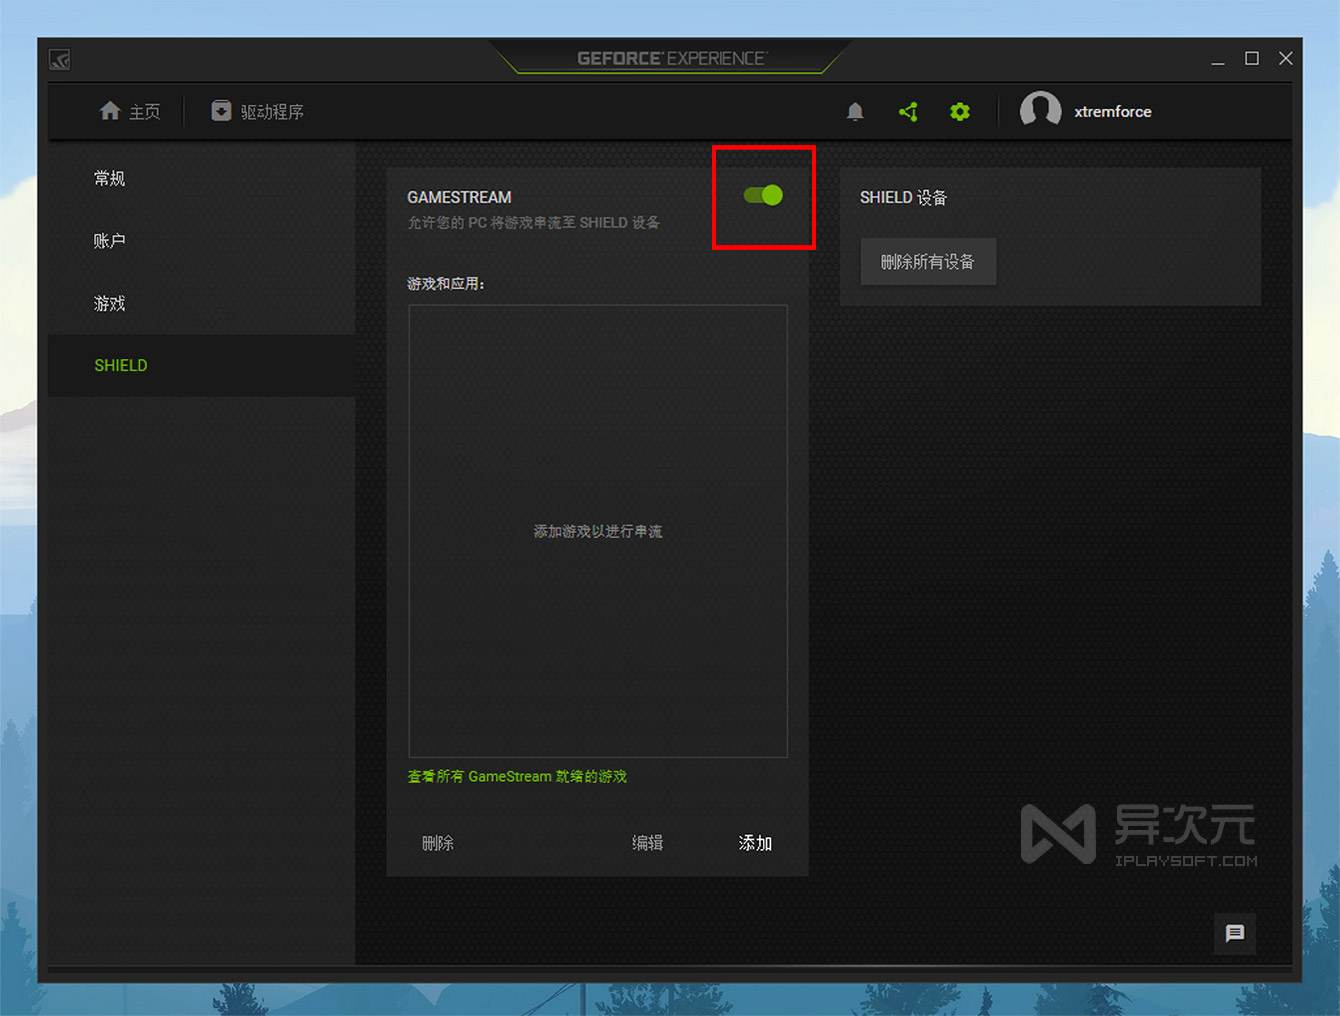 GEFORCE EXPERIENCE
主页
驱动程序
xtremforce
常规
账户
游戏
SHIELD
GAMESTREAM
允许您的 PC 将游戏串流至 SHIELD 设备
游戏和应用:
添加游戏以进行串流
查看所有 GameStream 就绪的游戏
删除
编辑
添加
SHIELD 设备
删除所有设备
异次元
IPLAYSOFT.COM